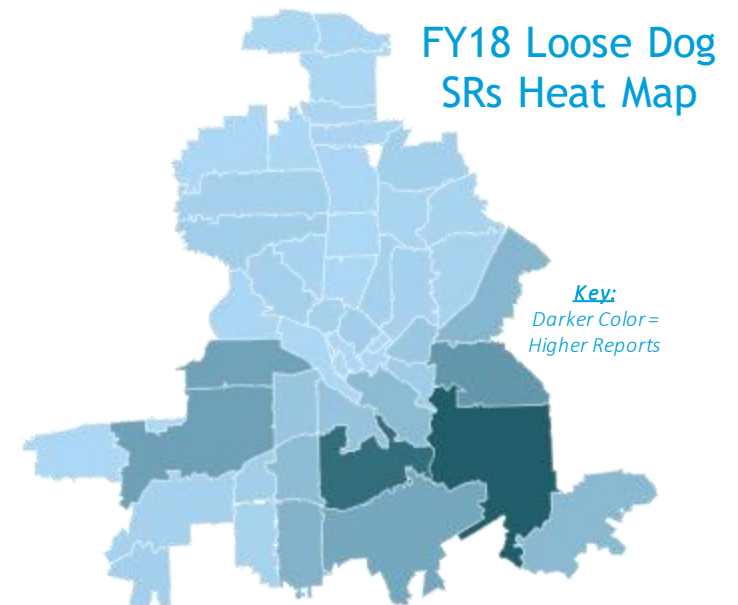 FY18 Loose Dog
SRs Heat Map
Key:
Darker Color =
Higher Reports